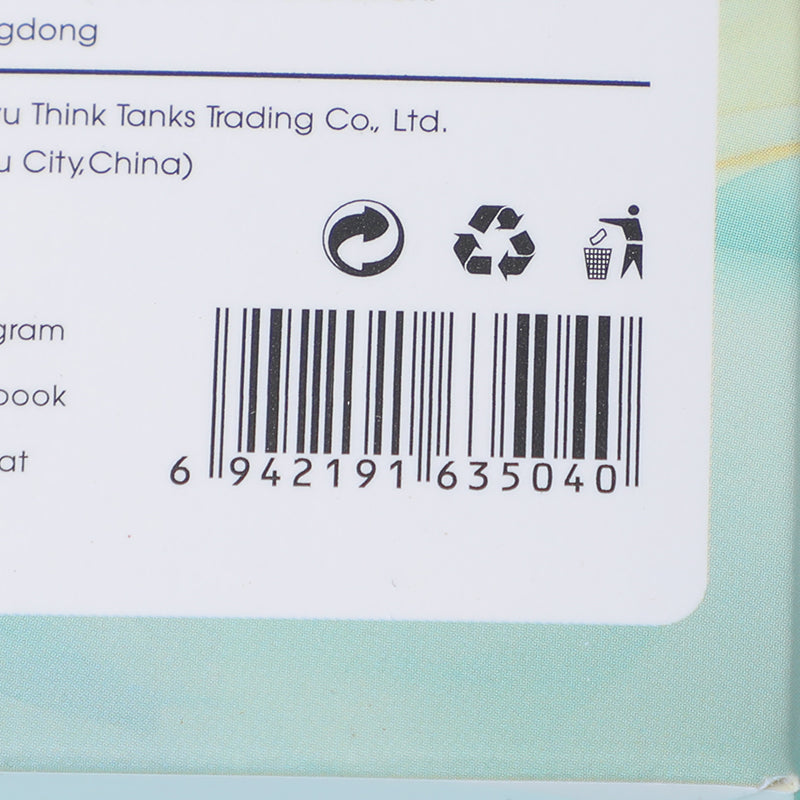 gdong
Think Tanks Trading Co., Ltd.
City,China)
gram
book
at
6 942191 635040